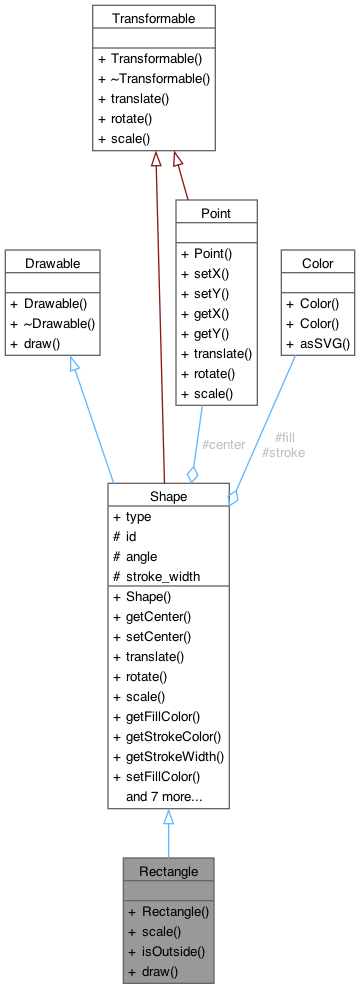 Transformable
+ Transformable()
+ ~Transformable()
+ translate()
+ rotate()
+ scale()
Point
+ Point()
+ setX()
+ setY()
+ getX()
+ getY()
+ translate()
+ rotate()
+ scale()
Drawable
+ Drawable()
+ ~Drawable()
+ draw()
Color
+ Color()
+ Color()
+ asSVG()
#center
#fill
#stroke
Shape
+ type
# id
# angle
# stroke_width
+ Shape()
+ getCenter()
+ setCenter()
+ translate()
+ rotate()
+ scale()
+ getFillColor()
+ getStrokeColor()
+ getStrokeWidth()
+ setFillColor()
and 7 more...
Rectangle
+ Rectangle()
+ scale()
+ isOutside()
+ draw()